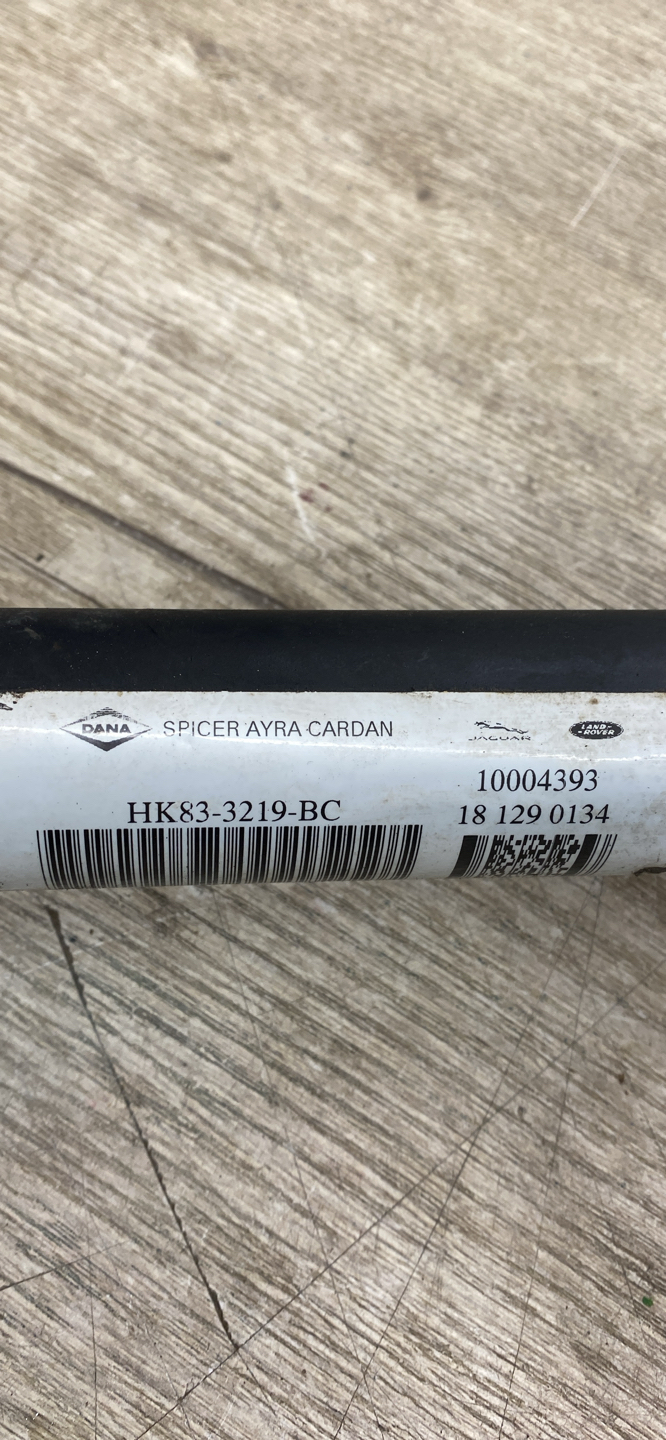 DANA SPICER AYRA CARDAN JAGUAR LAND-ROVER
10004393
HK83-3219-BC 18 129 0134